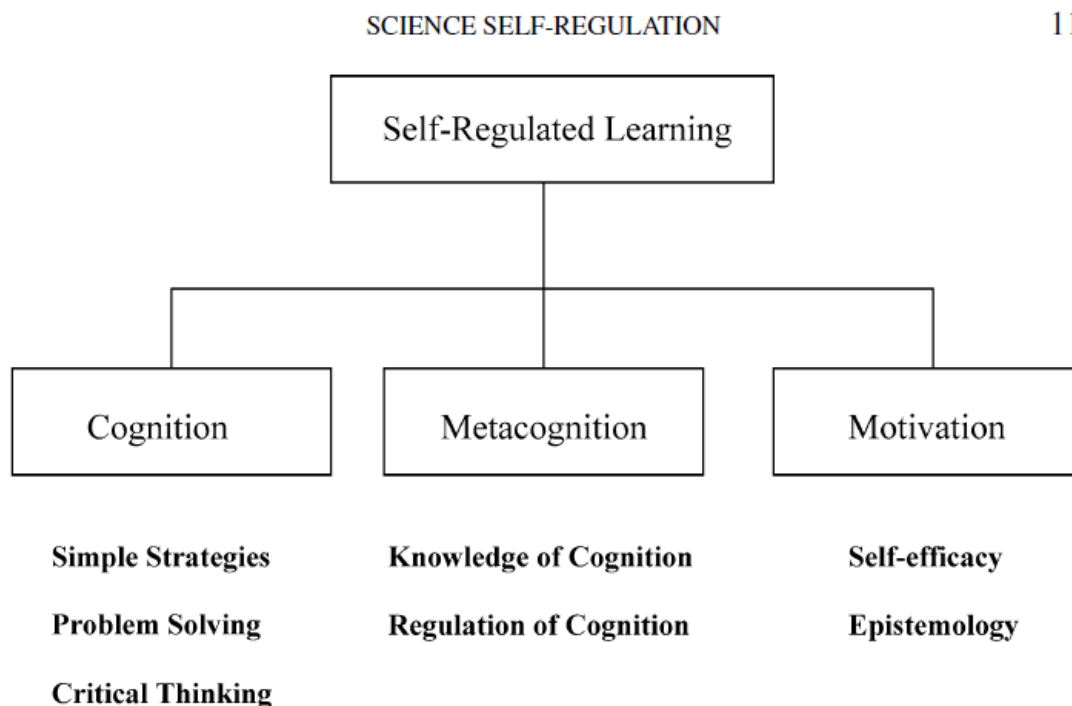 SCIENCE SELF-REGULATION
Self-Regulated Learning
Cognition
Metacognition
Motivation
Simple Strategies
Knowledge of Cognition
Self-efficacy
Problem Solving
Regulation of Cognition
Epistemology
Critical Thinking